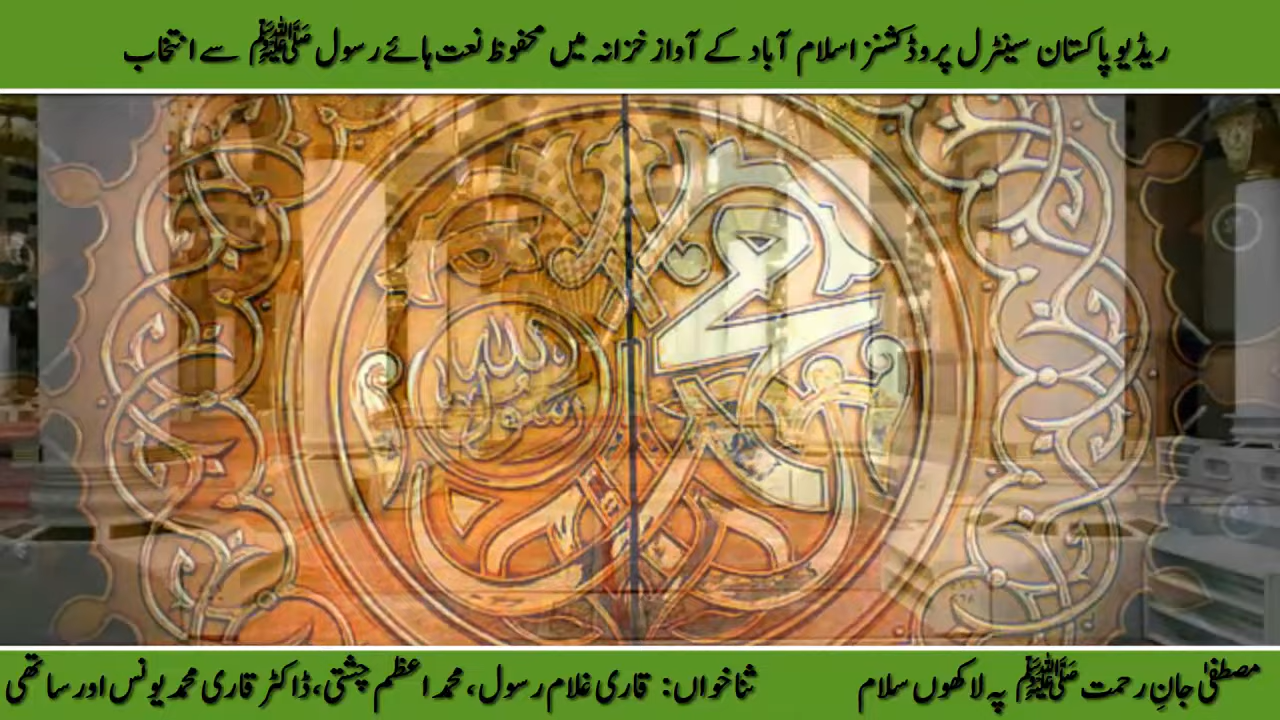 ریڈیو پاکستان سینٹرل پروڈکشنز اسلام آباد کے آواز خزانہ میں محفوظ نعت ہائے رسول ﷺ سے انتخاب
محمد
رسول الله
مصطفیٰ جانِ رحمت ﷺ پہ لاکھوں سلام
ثناخواں: قاری غلام رسول، محمد اعظم چشتی، ڈاکٹر قاری محمد یونس اور ساتھی